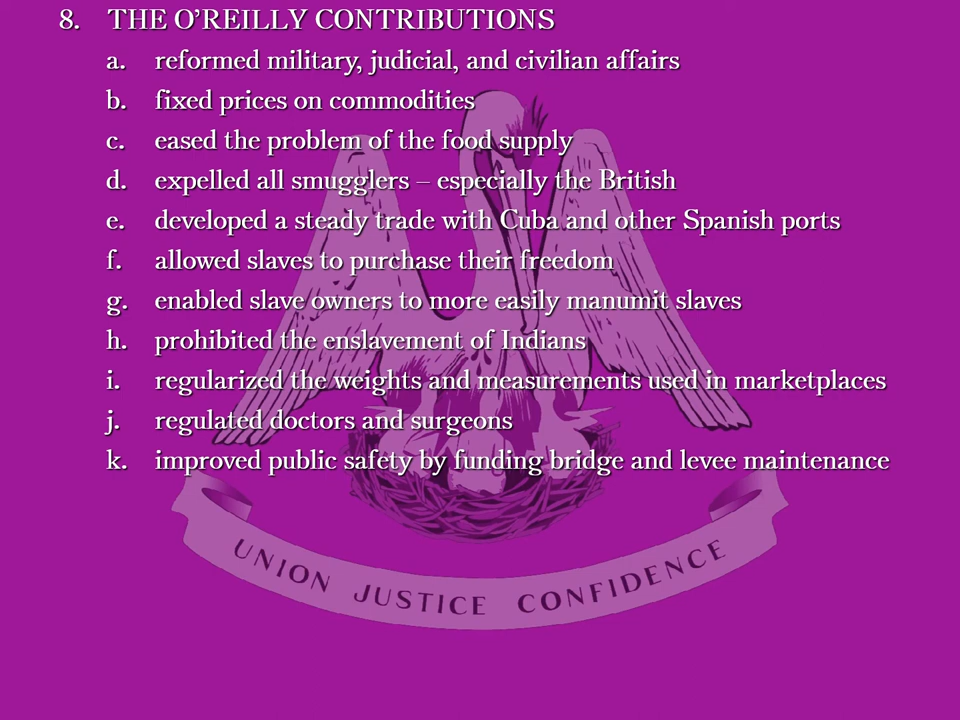 8. THE O’REILLY CONTRIBUTIONS
a. reformed military, judicial, and civilian affairs
b. fixed prices on commodities
c. eased the problem of the food supply
d. expelled all smugglers – especially the British
e. developed a steady trade with Cuba and other Spanish ports
f. allowed slaves to purchase their freedom
g. enabled slave owners to more easily manumit slaves
h. prohibited the enslavement of Indians
i. regularized the weights and measurements used in marketplaces
j. regulated doctors and surgeons
k. improved public safety by funding bridge and levee maintenance
UNION JUSTICE CONFIDENCE